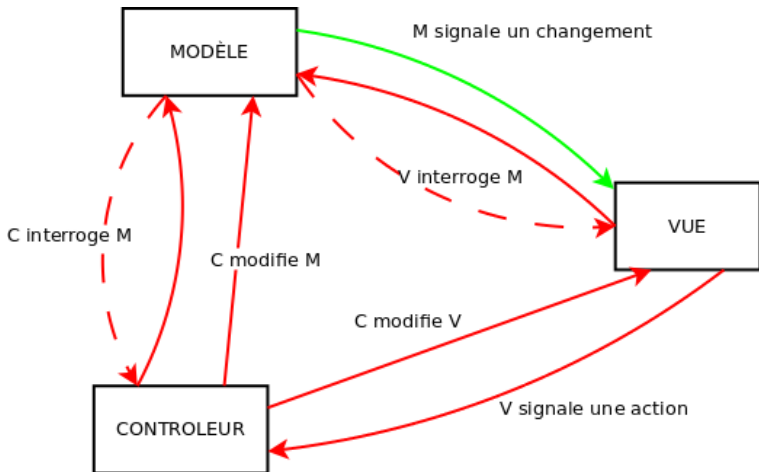 MODÈLE
M signale un changement
V interroge M
VUE
C interroge M
C modifie M
C modifie V
V signale une action
CONTROLEUR